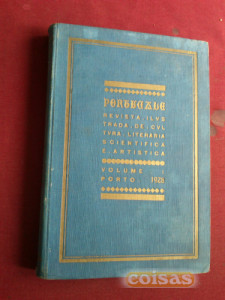 PORTUCALE
REVISTA ILUS
TRADA DE CUL
TURA LITERARIA
SCIENTIFICA
E ARTISTICA
VOLUME I
PORTO 1928
coisas